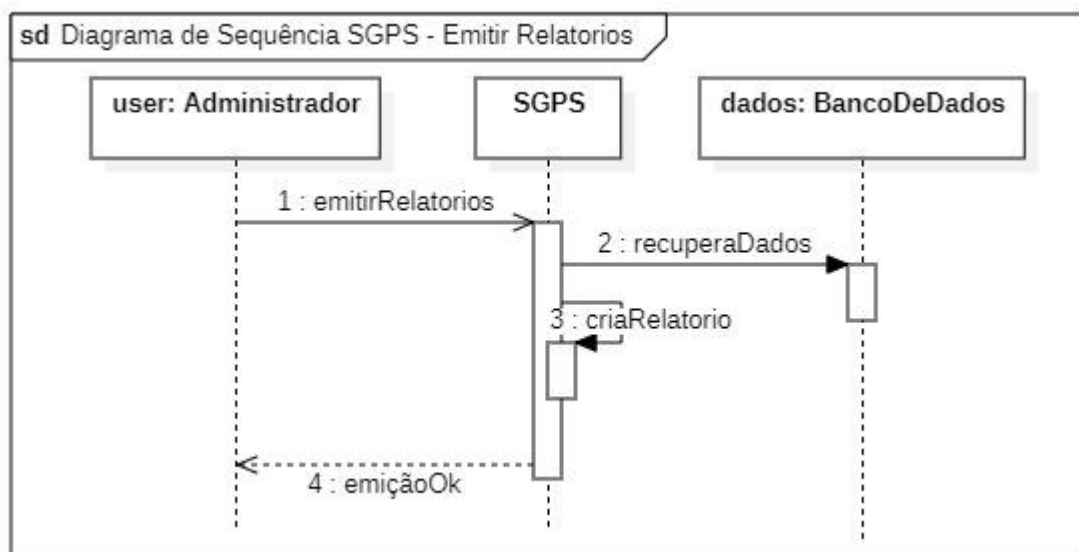 sd Diagrama de Sequência SGPS - Emitir Relatorios
user: Administrador
SGPS
dados: BancoDeDados
1 : emitirRelatorios
2 : recuperaDados
3 : criaRelatorio
4 : emiçãoOk